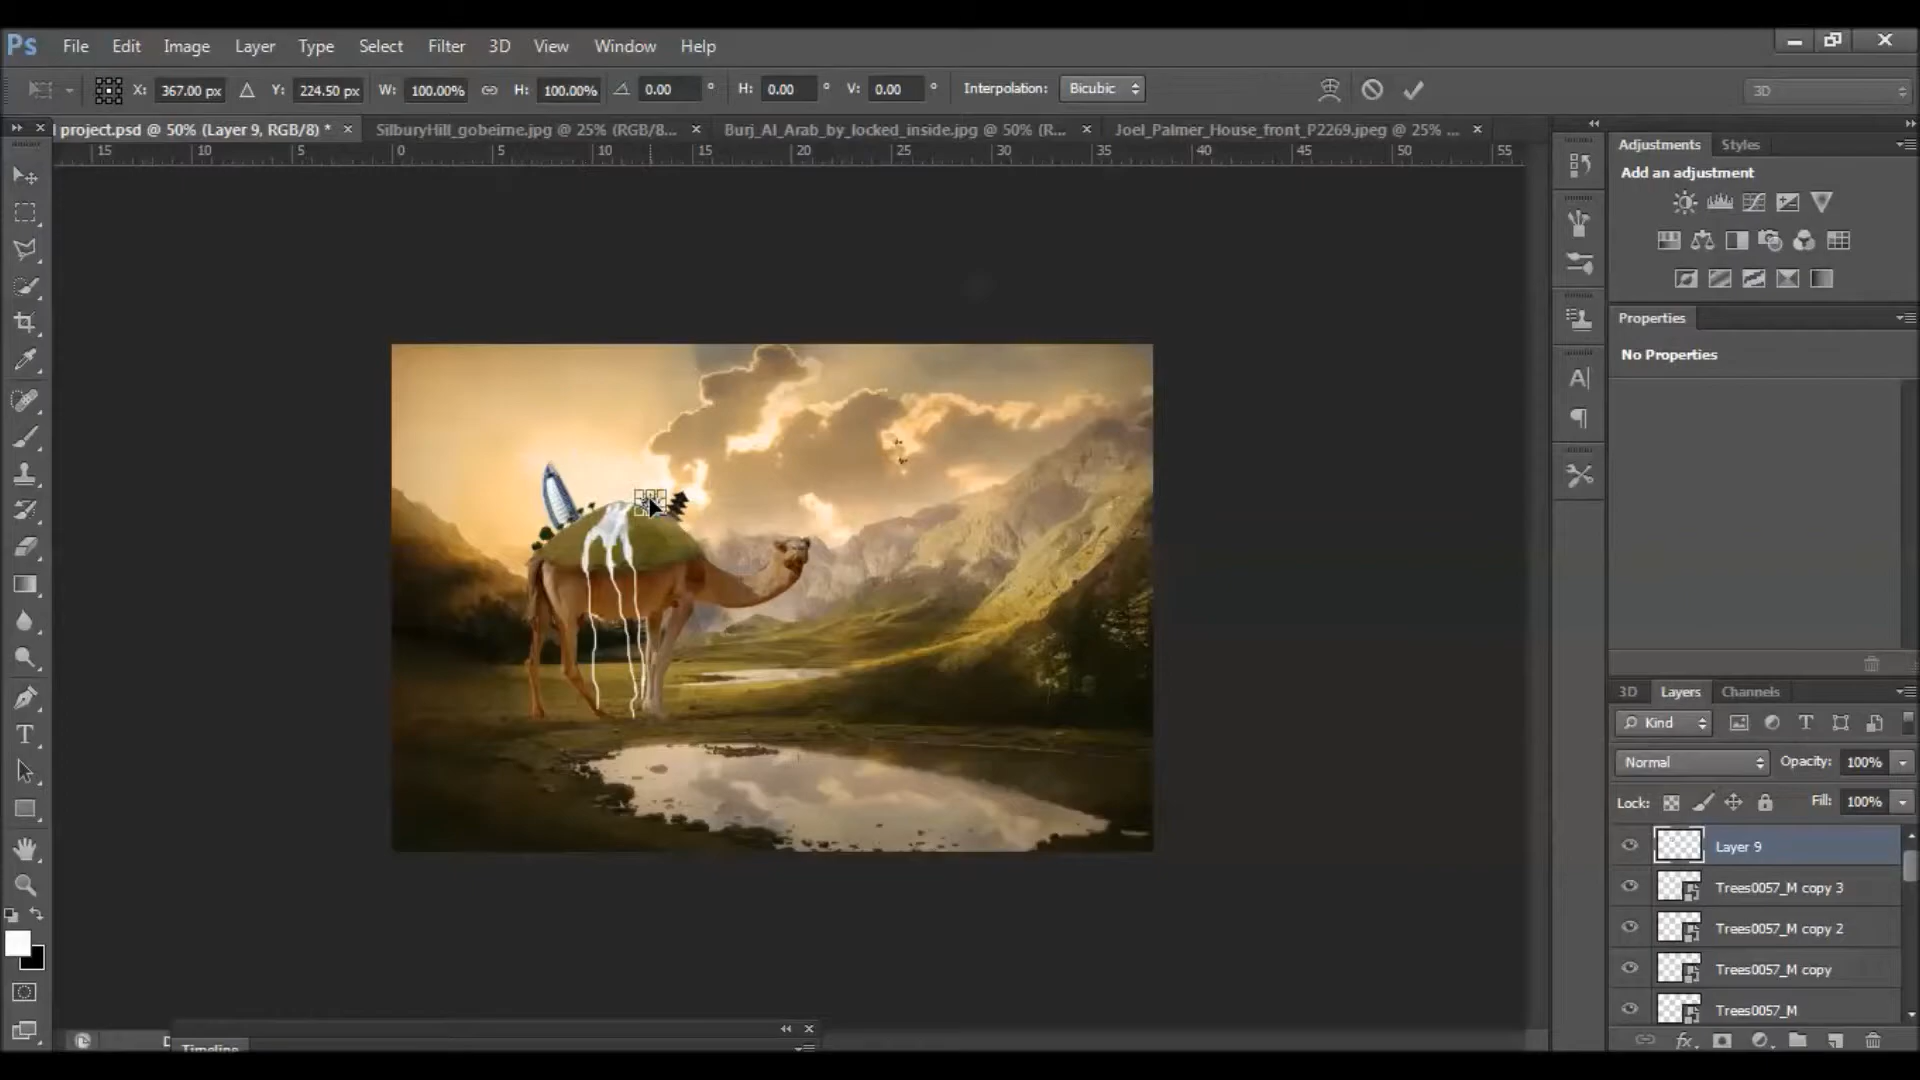 Ps File Edit Image Layer Type Select Filter 3D View Window Help
X: 367.00 px Y: 224.50 px W: 100.00% H: 100.00% 0.00 ° H: 0.00 ° V: 0.00 ° Interpolation: Bicubic 3D
project.psd @ 50% (Layer 9, RGB/8) * × SilburyHill_gobeirne.jpg @ 25% (RGB/8... × Burj_Al_Arab_by_locked_inside.jpg @ 50% (R... × Joel_Palmer_House_front_P2269.jpeg @ 25% ... ×
15 10 5 0 5 10 15 20 25 30 35 40 45 50 55
Adjustments Styles
Add an adjustment
Properties
No Properties
3D Layers Channels
Kind
Normal Opacity: 100%
Lock: Fill: 100%
Layer 9
Trees0057_M copy 3
Trees0057_M copy 2
Trees0057_M copy
Trees0057_M
Timeline